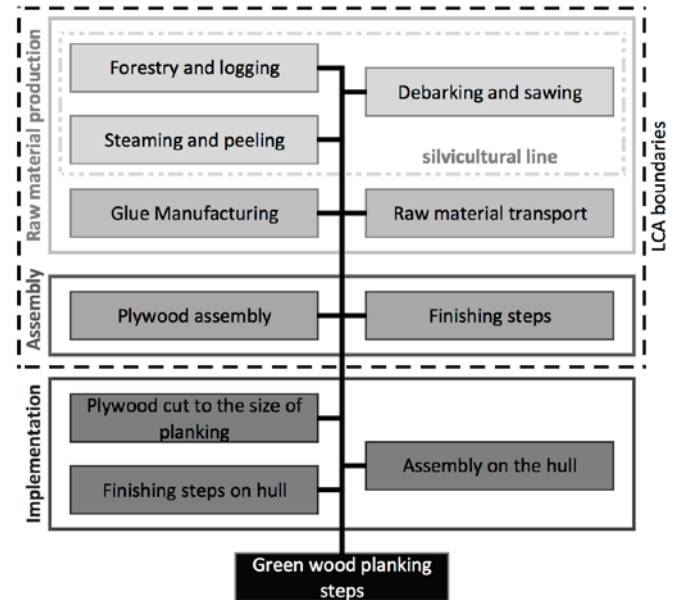 Raw material production
Forestry and logging
Debarking and sawing
Steaming and peeling
silvicultural line
Glue Manufacturing
Raw material transport
LCA boundaries
Assembly
Plywood assembly
Finishing steps
Implementation
Plywood cut to the size of
planking
Assembly on the hull
Finishing steps on hull
Green wood planking
steps